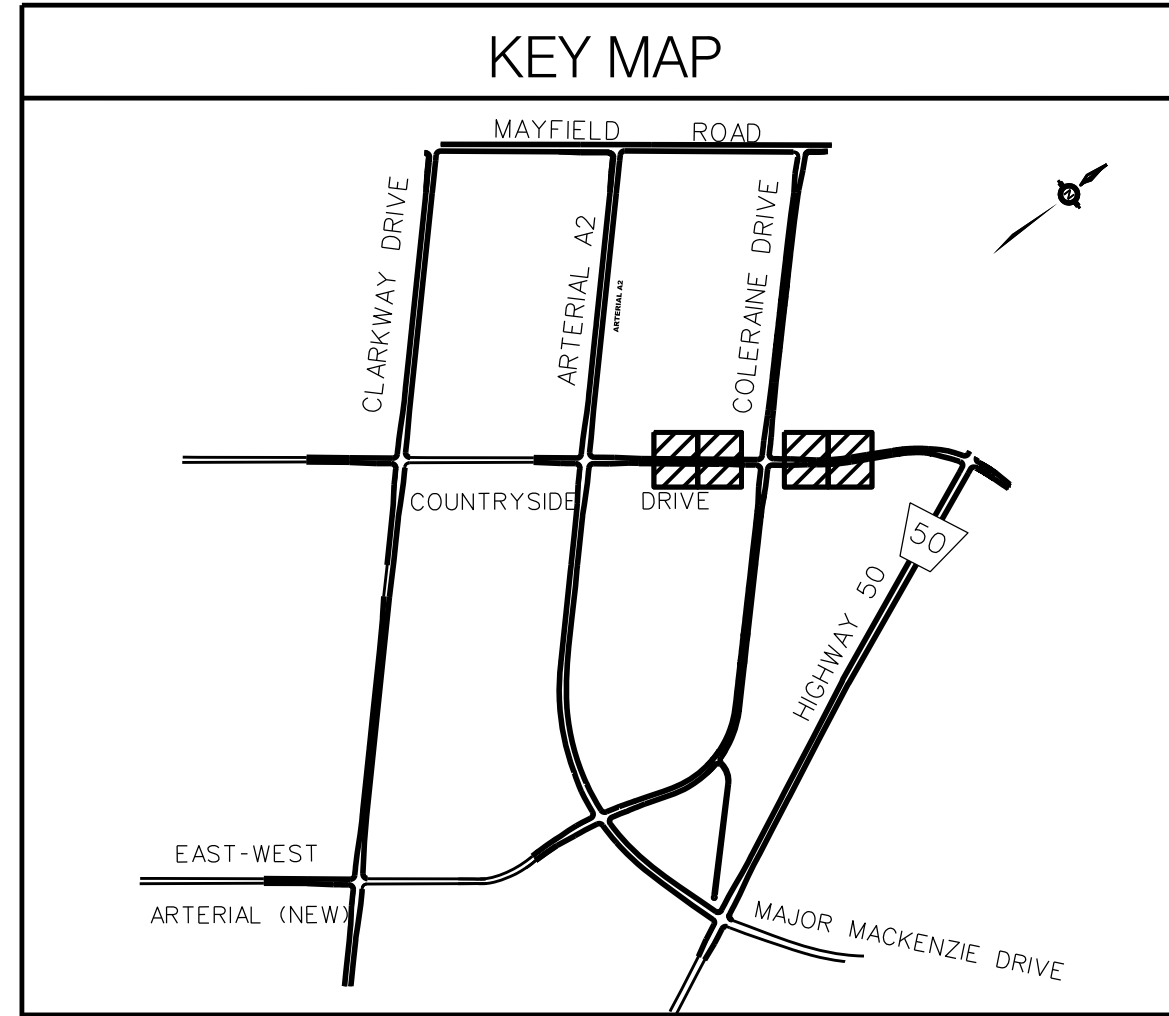 KEY MAP
MAYFIELD ROAD
CLARKWAY DRIVE
ARTERIAL A2
ARTERIAL A2
COLERAINE DRIVE
N
COUNTRYSIDE DRIVE
50
HIGHWAY 50
EAST-WEST
ARTERIAL (NEW)
MAJOR MACKENZIE DRIVE